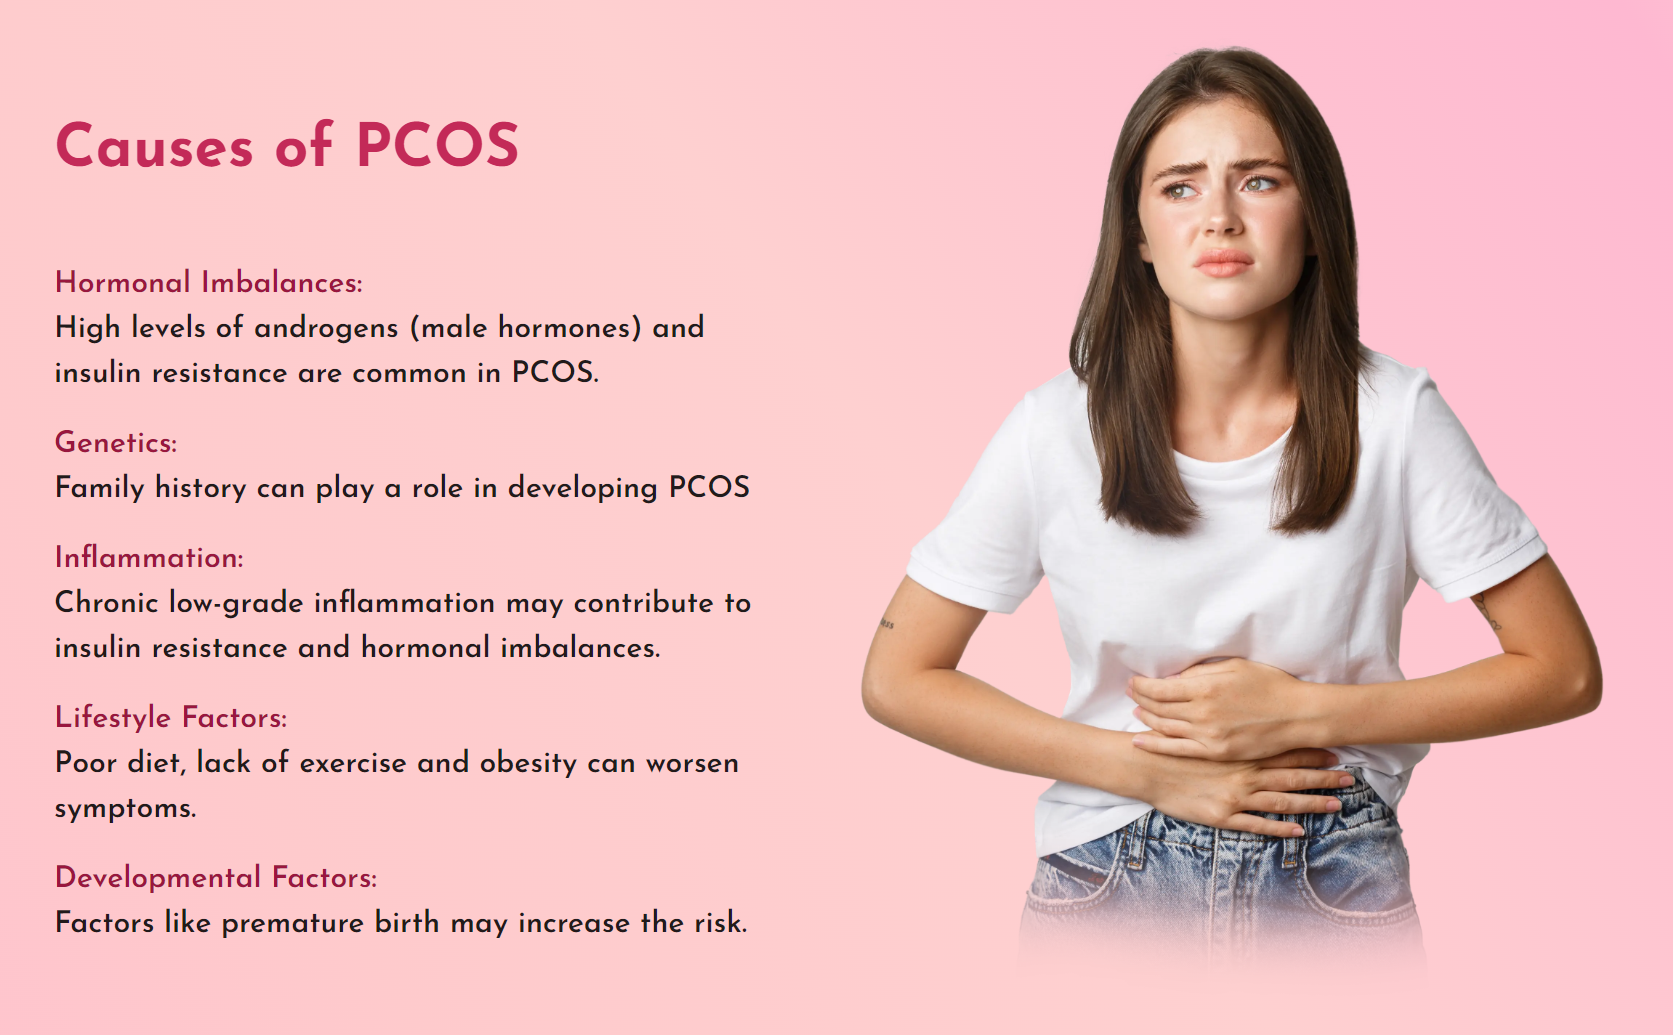 Causes of PCOS
Hormonal Imbalances:
High levels of androgens (male hormones) and
insulin resistance are common in PCOS.
Genetics:
Family history can play a role in developing PCOS
Inflammation:
Chronic low-grade inflammation may contribute to
insulin resistance and hormonal imbalances.
Lifestyle Factors:
Poor diet, lack of exercise and obesity can worsen
symptoms.
Developmental Factors:
Factors like premature birth may increase the risk.